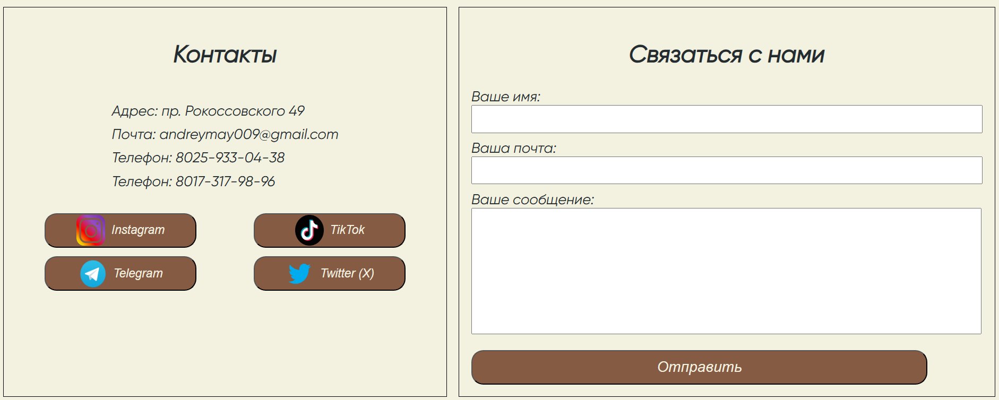 Контакты
Адрес: пр. Рокоссовского 49
Почта: andreymay009@gmail.com
Телефон: 8025-933-04-38
Телефон: 8017-317-98-96
Instagram
TikTok
Telegram
Twitter (X)
Связаться с нами
Ваше имя:
Ваша почта:
Ваше сообщение:
Отправить